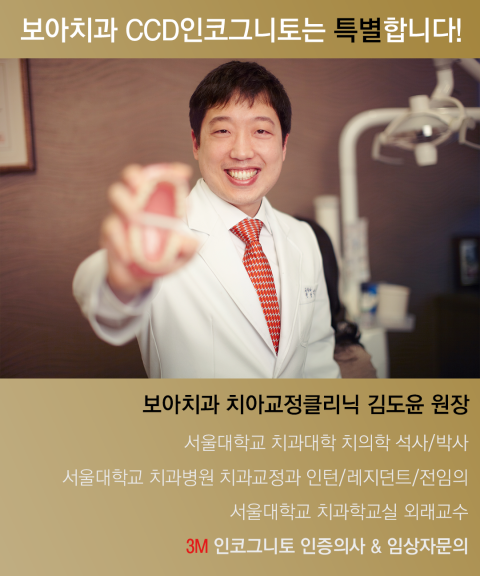 보아치과 CCD인코그니토는 특별합니다!
보아치과 치아교정클리닉 김도윤 원장
서울대학교 치과대학 치의학 석사/박사
서울대학교 치과병원 치과교정과 인턴/레지던트/전임의
서울대학교 치과학교실 외래교수
3M 인코그니토 인증의사 & 임상자문의